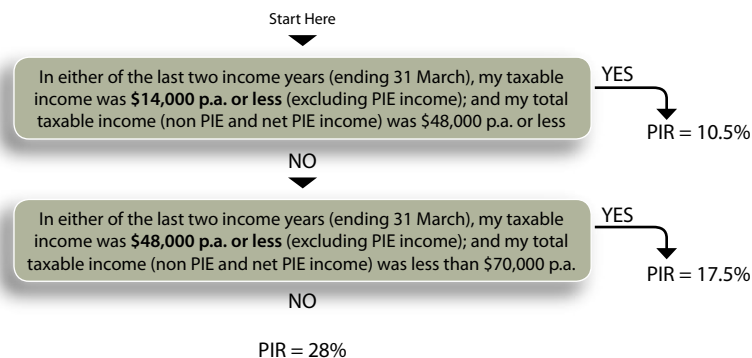 Start Here
In either of the last two income years (ending 31 March), my taxable
income was $14,000 p.a. or less (excluding PIE income); and my total
taxable income (non PIE and net PIE income) was $48,000 p.a. or less
YES
PIR = 10.5%
NO
In either of the last two income years (ending 31 March), my taxable
income was $48,000 p.a. or less (excluding PIE income); and my total
taxable income (non PIE and net PIE income) was less than $70,000 p.a.
YES
PIR = 17.5%
NO
PIR = 28%